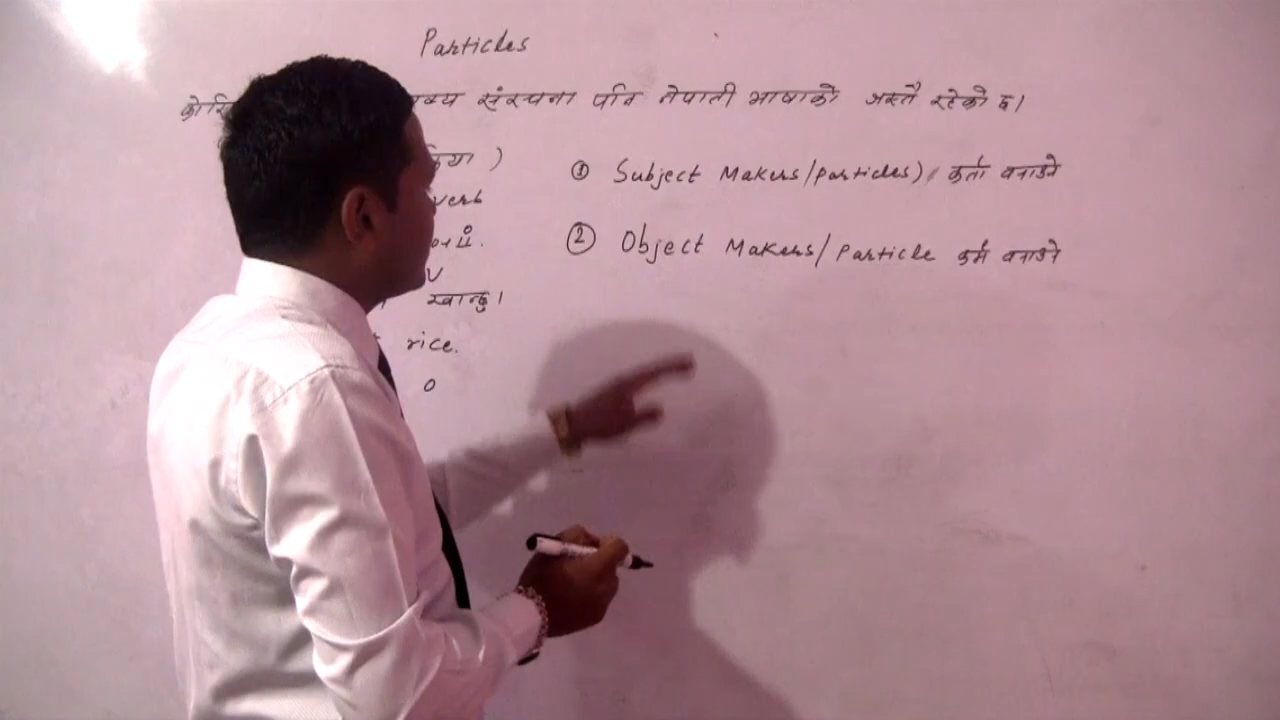 Particles
संरचना पनि नेपाली भाषाको जस्तै रहेको छ।
क्रिया )
① Subject Makers/particles) कर्ता बनाउने
verb
② Object Makers/Particle कर्म बनाउने
V
खान्छु।
rice.
O